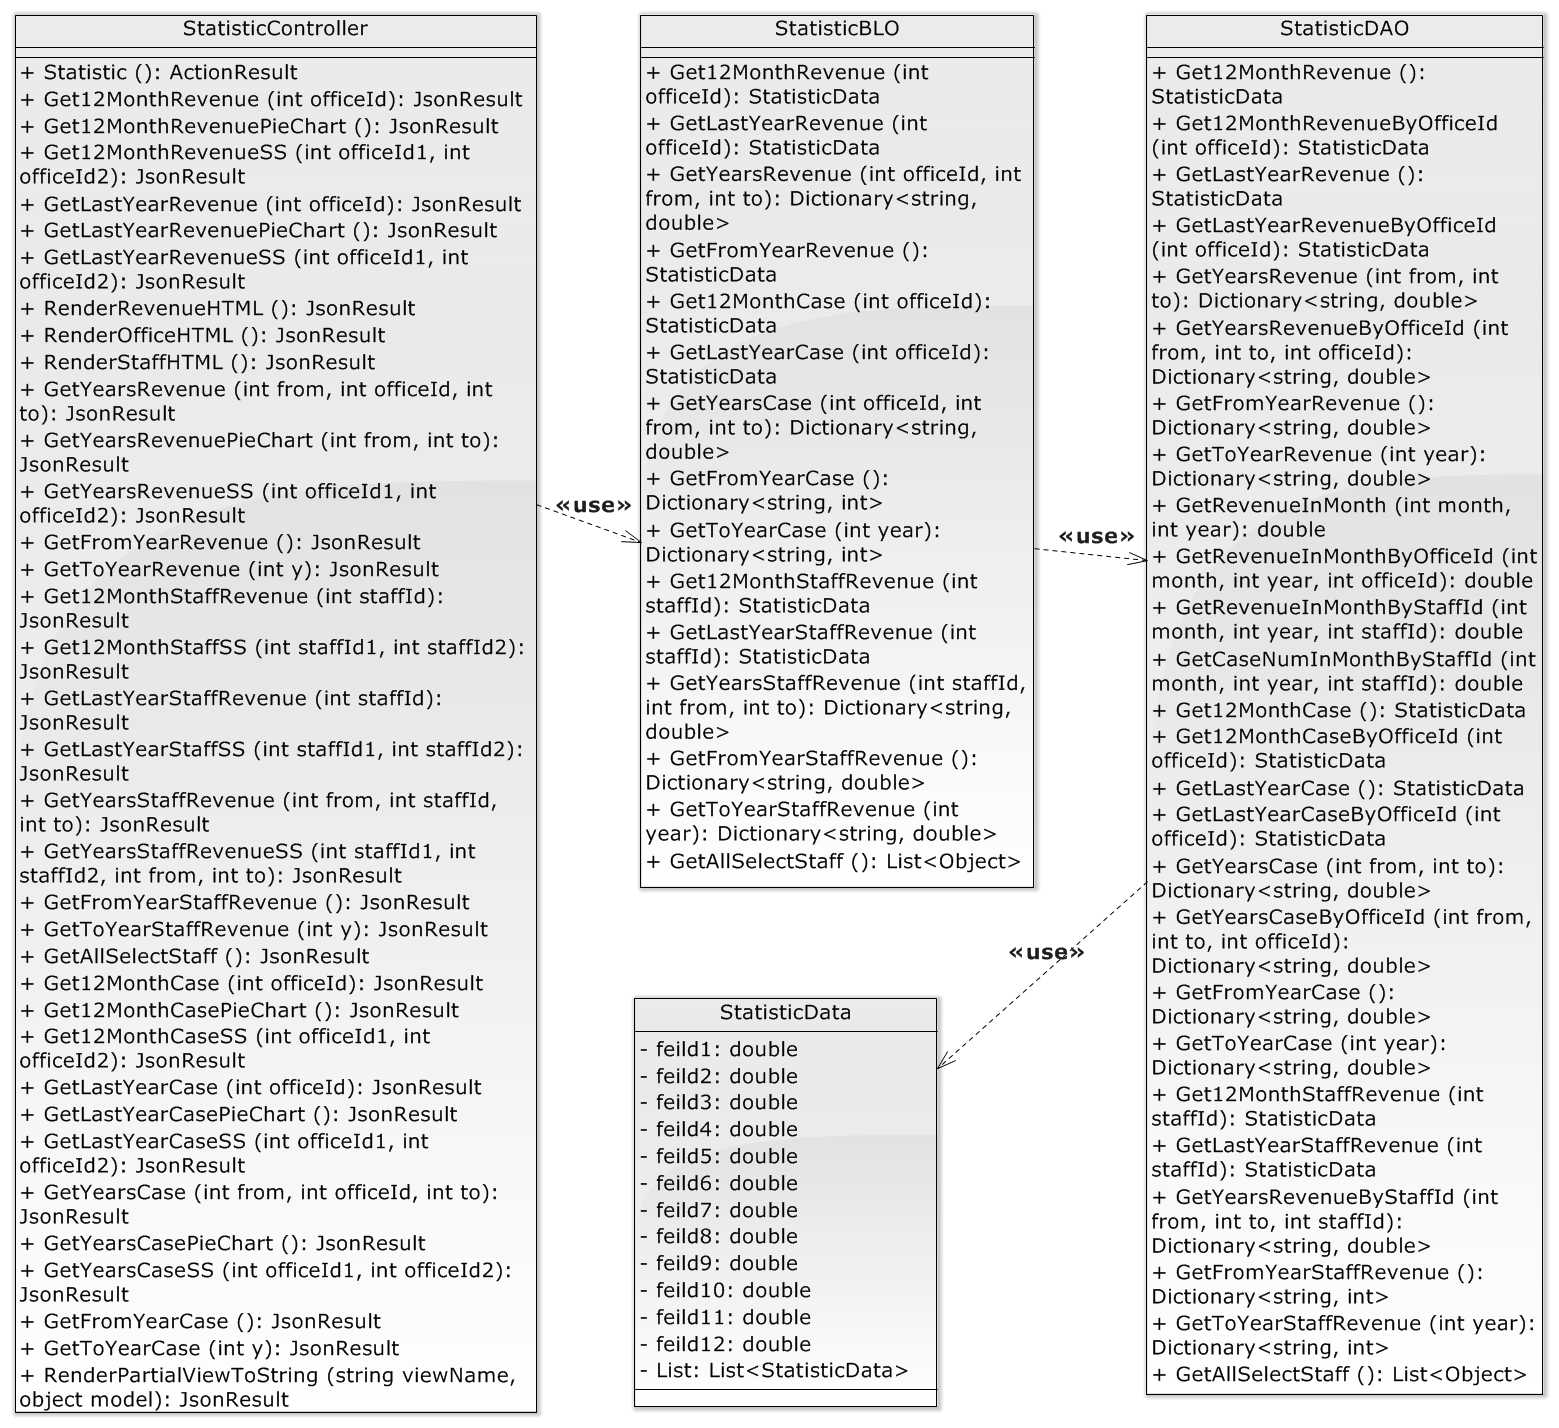 StatisticController
+ Statistic (): ActionResult
+ Get12MonthRevenue (int officeId): JsonResult
+ Get12MonthRevenuePieChart (): JsonResult
+ Get12MonthRevenueSS (int officeId1, int
officeId2): JsonResult
+ GetLastYearRevenue (int officeId): JsonResult
+ GetLastYearRevenuePieChart (): JsonResult
+ GetLastYearRevenueSS (int officeId1, int
officeId2): JsonResult
+ RenderRevenueHTML (): JsonResult
+ RenderOfficeHTML (): JsonResult
+ RenderStaffHTML (): JsonResult
+ GetYearsRevenue (int from, int officeId, int
to): JsonResult
+ GetYearsRevenuePieChart (int from, int to):
JsonResult
+ GetYearsRevenueSS (int officeId1, int
officeId2): JsonResult
+ GetFromYearRevenue (): JsonResult
+ GetToYearRevenue (int y): JsonResult
+ Get12MonthStaffRevenue (int staffId):
JsonResult
+ Get12MonthStaffSS (int staffId1, int staffId2):
JsonResult
+ GetLastYearStaffRevenue (int staffId):
JsonResult
+ GetLastYearStaffSS (int staffId1, int staffId2):
JsonResult
+ GetYearsStaffRevenue (int from, int staffId,
int to): JsonResult
+ GetYearsStaffRevenueSS (int staffId1, int
staffId2, int from, int to): JsonResult
+ GetFromYearStaffRevenue (): JsonResult
+ GetToYearStaffRevenue (int y): JsonResult
+ GetAllSelectStaff (): JsonResult
+ Get12MonthCase (int officeId): JsonResult
+ Get12MonthCasePieChart (): JsonResult
+ Get12MonthCaseSS (int officeId1, int
officeId2): JsonResult
+ GetLastYearCase (int officeId): JsonResult
+ GetLastYearCasePieChart (): JsonResult
+ GetLastYearCaseSS (int officeId1, int
officeId2): JsonResult
+ GetYearsCase (int from, int officeId, int to):
JsonResult
+ GetYearsCasePieChart (): JsonResult
+ GetYearsCaseSS (int officeId1, int officeId2):
JsonResult
+ GetFromYearCase (): JsonResult
+ GetToYearCase (int y): JsonResult
+ RenderPartialViewToString (string viewName,
object model): JsonResult
«use»
StatisticBLO
+ Get12MonthRevenue (int
officeId): StatisticData
+ GetLastYearRevenue (int
officeId): StatisticData
+ GetYearsRevenue (int officeId, int
from, int to): Dictionary<string,
double>
+ GetFromYearRevenue ():
StatisticData
+ Get12MonthCase (int officeId):
StatisticData
+ GetLastYearCase (int officeId):
StatisticData
+ GetYearsCase (int officeId, int
from, int to): Dictionary<string,
double>
+ GetFromYearCase ():
Dictionary<string, int>
+ GetToYearCase (int year):
Dictionary<string, int>
+ Get12MonthStaffRevenue (int
staffId): StatisticData
+ GetLastYearStaffRevenue (int
staffId): StatisticData
+ GetYearsStaffRevenue (int staffId,
int from, int to): Dictionary<string,
double>
+ GetFromYearStaffRevenue ():
Dictionary<string, double>
+ GetToYearStaffRevenue (int
year): Dictionary<string, double>
+ GetAllSelectStaff (): List<Object>
«use»
StatisticDAO
+ Get12MonthRevenue ():
StatisticData
+ Get12MonthRevenueByOfficeId
(int officeId): StatisticData
+ GetLastYearRevenue ():
StatisticData
+ GetLastYearRevenueByOfficeId
(int officeId): StatisticData
+ GetYearsRevenue (int from, int
to): Dictionary<string, double>
+ GetYearsRevenueByOfficeId (int
from, int to, int officeId):
Dictionary<string, double>
+ GetFromYearRevenue ():
Dictionary<string, double>
+ GetToYearRevenue (int year):
Dictionary<string, double>
+ GetRevenueInMonth (int month,
int year): double
+ GetRevenueInMonthByOfficeId (int
month, int year, int officeId): double
+ GetRevenueInMonthByStaffId (int
month, int year, int staffId): double
+ GetCaseNumInMonthByStaffId (int
month, int year, int staffId): double
+ Get12MonthCase (): StatisticData
+ Get12MonthCaseByOfficeId (int
officeId): StatisticData
+ GetLastYearCase (): StatisticData
+ GetLastYearCaseByOfficeId (int
officeId): StatisticData
+ GetYearsCase (int from, int to):
Dictionary<string, double>
+ GetYearsCaseByOfficeId (int from,
int to, int officeId):
Dictionary<string, double>
+ GetFromYearCase ():
Dictionary<string, double>
+ GetToYearCase (int year):
Dictionary<string, double>
+ Get12MonthStaffRevenue (int
staffId): StatisticData
+ GetLastYearStaffRevenue (int
staffId): StatisticData
+ GetYearsRevenueByStaffId (int
from, int to, int staffId):
Dictionary<string, double>
+ GetFromYearStaffRevenue ():
Dictionary<string, int>
+ GetToYearStaffRevenue (int year):
Dictionary<string, int>
+ GetAllSelectStaff (): List<Object>
«use»
StatisticData
- feild1: double
- feild2: double
- feild3: double
- feild4: double
- feild5: double
- feild6: double
- feild7: double
- feild8: double
- feild9: double
- feild10: double
- feild11: double
- feild12: double
- List: List<StatisticData>